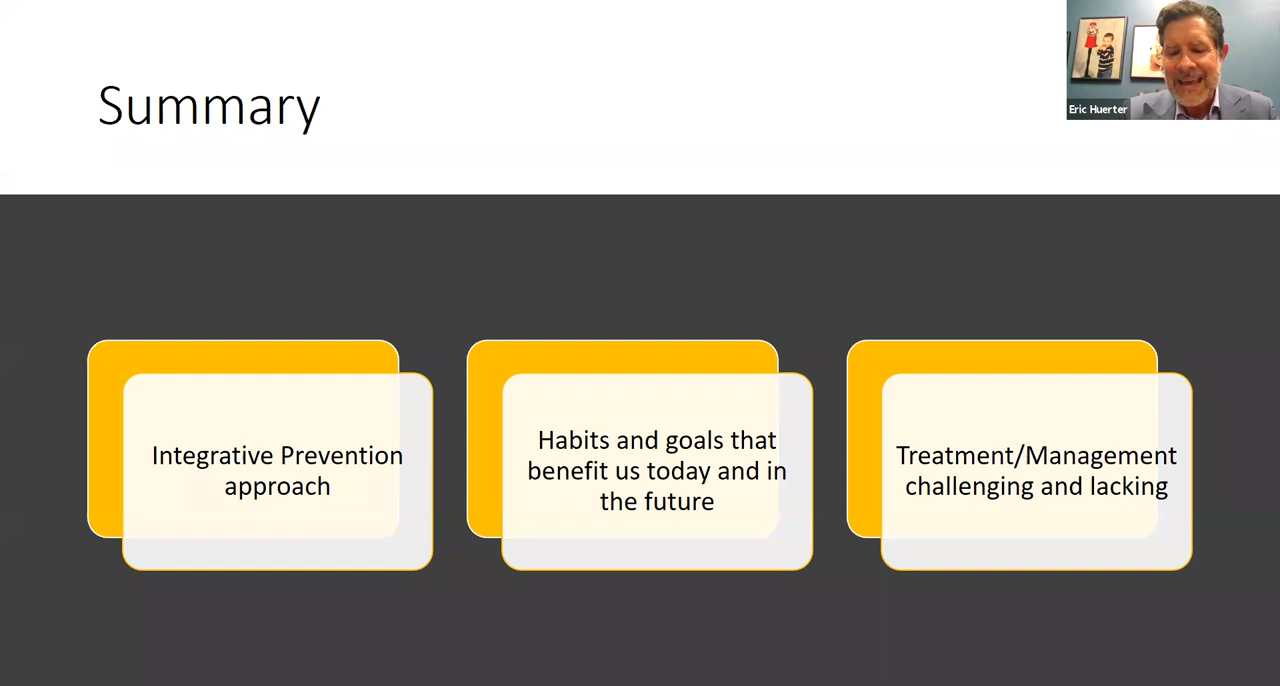 Summary
Eric Huerter
Integrative Prevention
approach
Habits and goals that
benefit us today and in
the future
Treatment/Management
challenging and lacking